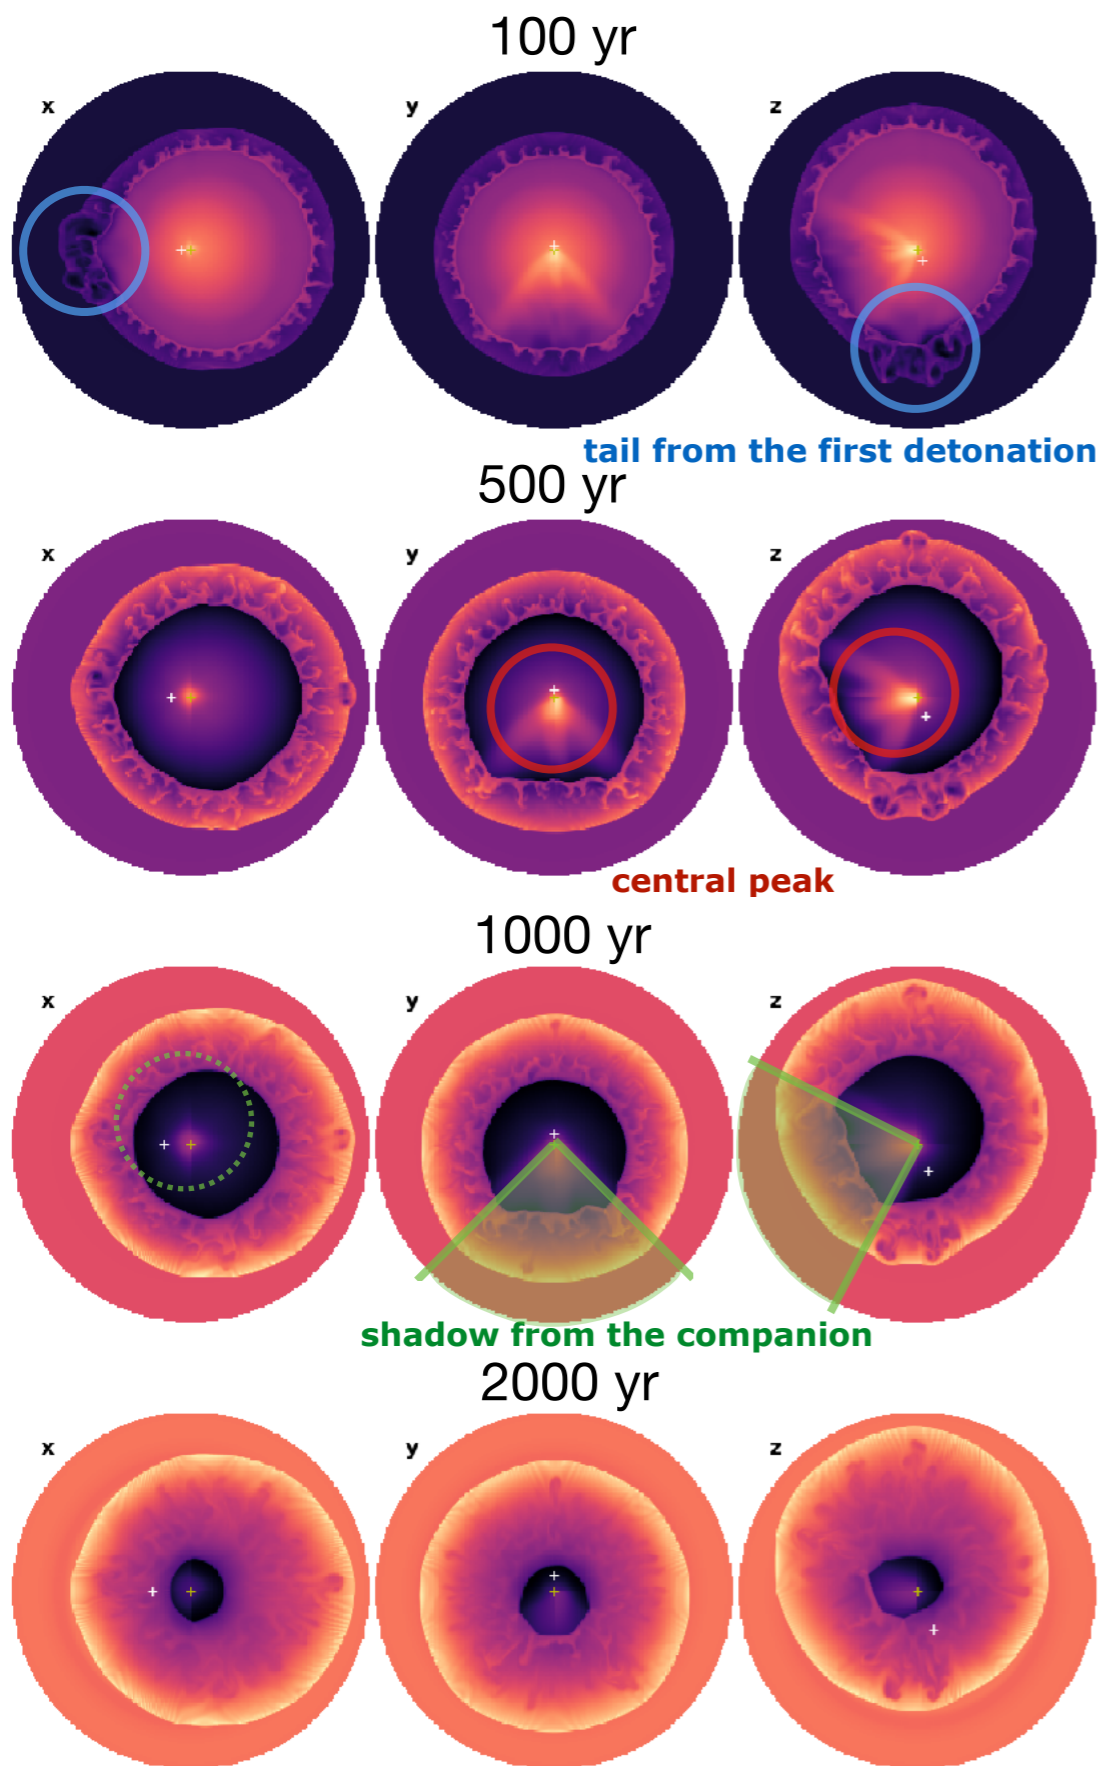 100 yr
x
y
z
tail from the first detonation
500 yr
x
y
z
central peak
1000 yr
x
y
z
shadow from the companion
2000 yr
x
y
z